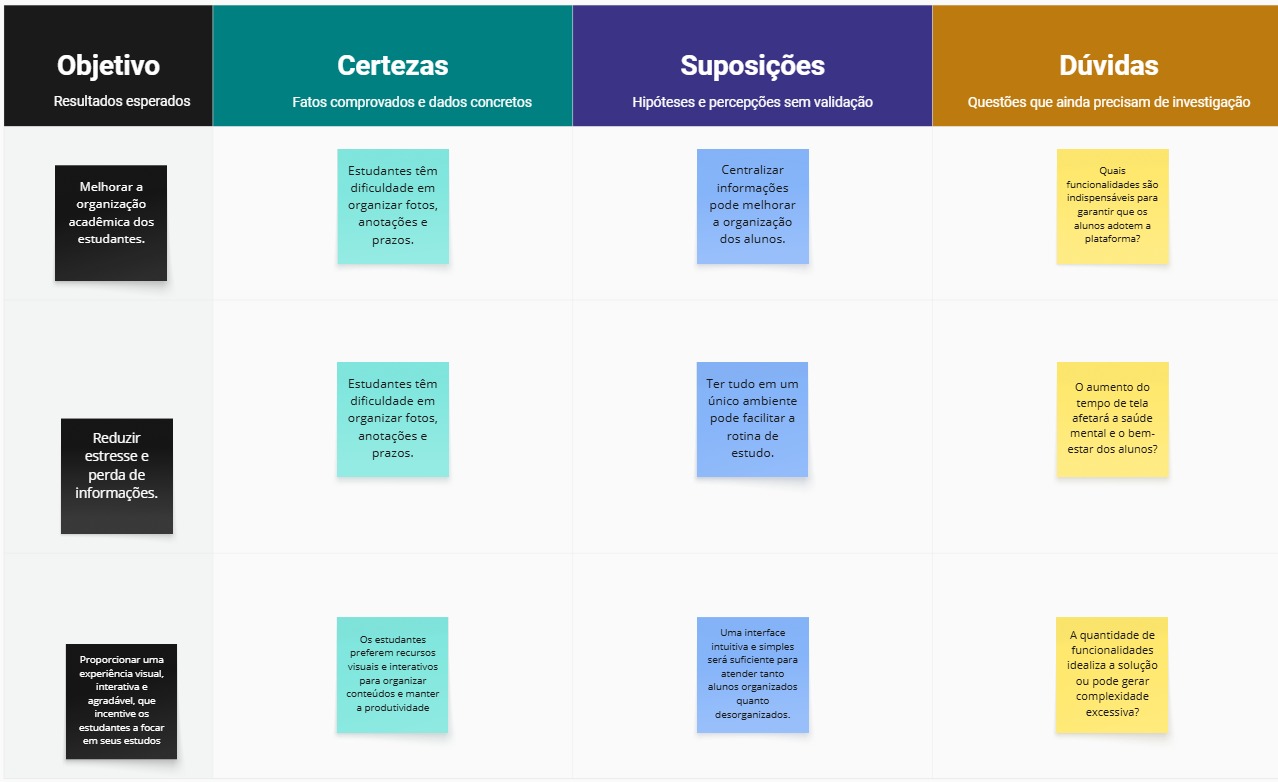 Objetivo
Resultados esperados
Certezas
Fatos comprovados e dados concretos
Suposições
Hipóteses e percepções sem validação
Dúvidas
Questões que ainda precisam de investigação
Melhorar a
organização
acadêmica dos
estudantes.
Estudantes têm
dificuldade em
organizar fotos,
anotações e
prazos.
Centralizar
informações
pode melhorar
a organização
dos alunos.
Quais
funcionalidades são
indispensáveis para
garantir que os
alunos adotem a
plataforma?
Reduzir
estresse e
perda de
informações.
Estudantes têm
dificuldade em
organizar fotos,
anotações e
prazos.
Ter tudo em um
único ambiente
pode facilitar a
rotina de
estudo.
O aumento do
tempo de tela
afetará a saúde
mental e o bem-
estar dos alunos?
Proporcionar uma
experiência visual,
interativa e
agradável, que
incentive os
estudantes a focar
em seus estudos
Os estudantes
preferem recursos
visuais e interativos
para organizar
conteúdos e manter
a produtividade
Uma interface
intuitiva e simples
será suficiente para
atender tanto
alunos organizados
quanto
desorganizados.
A quantidade de
funcionalidades
idealiza a solução
ou pode gerar
complexidade
excessiva?